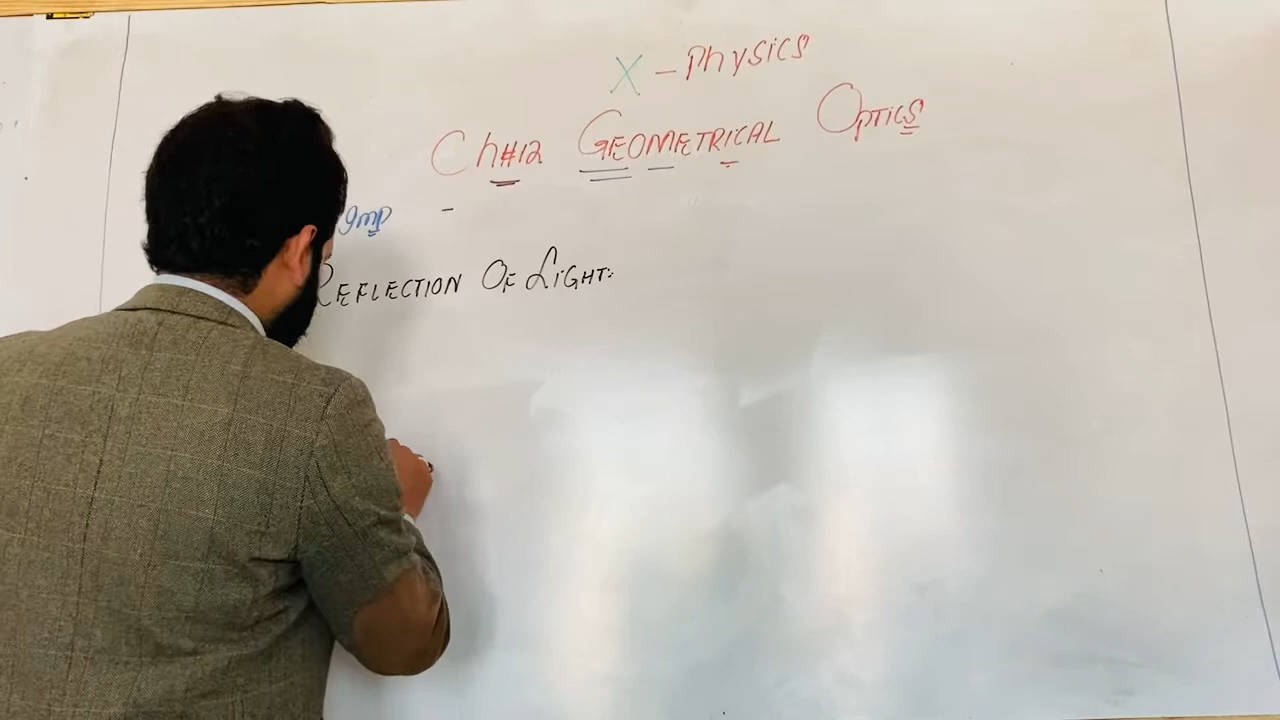 X - Physics
Ch#12 GEOMETRICAL OPTICS
Imp -
REFLECTION OF LIGHT: